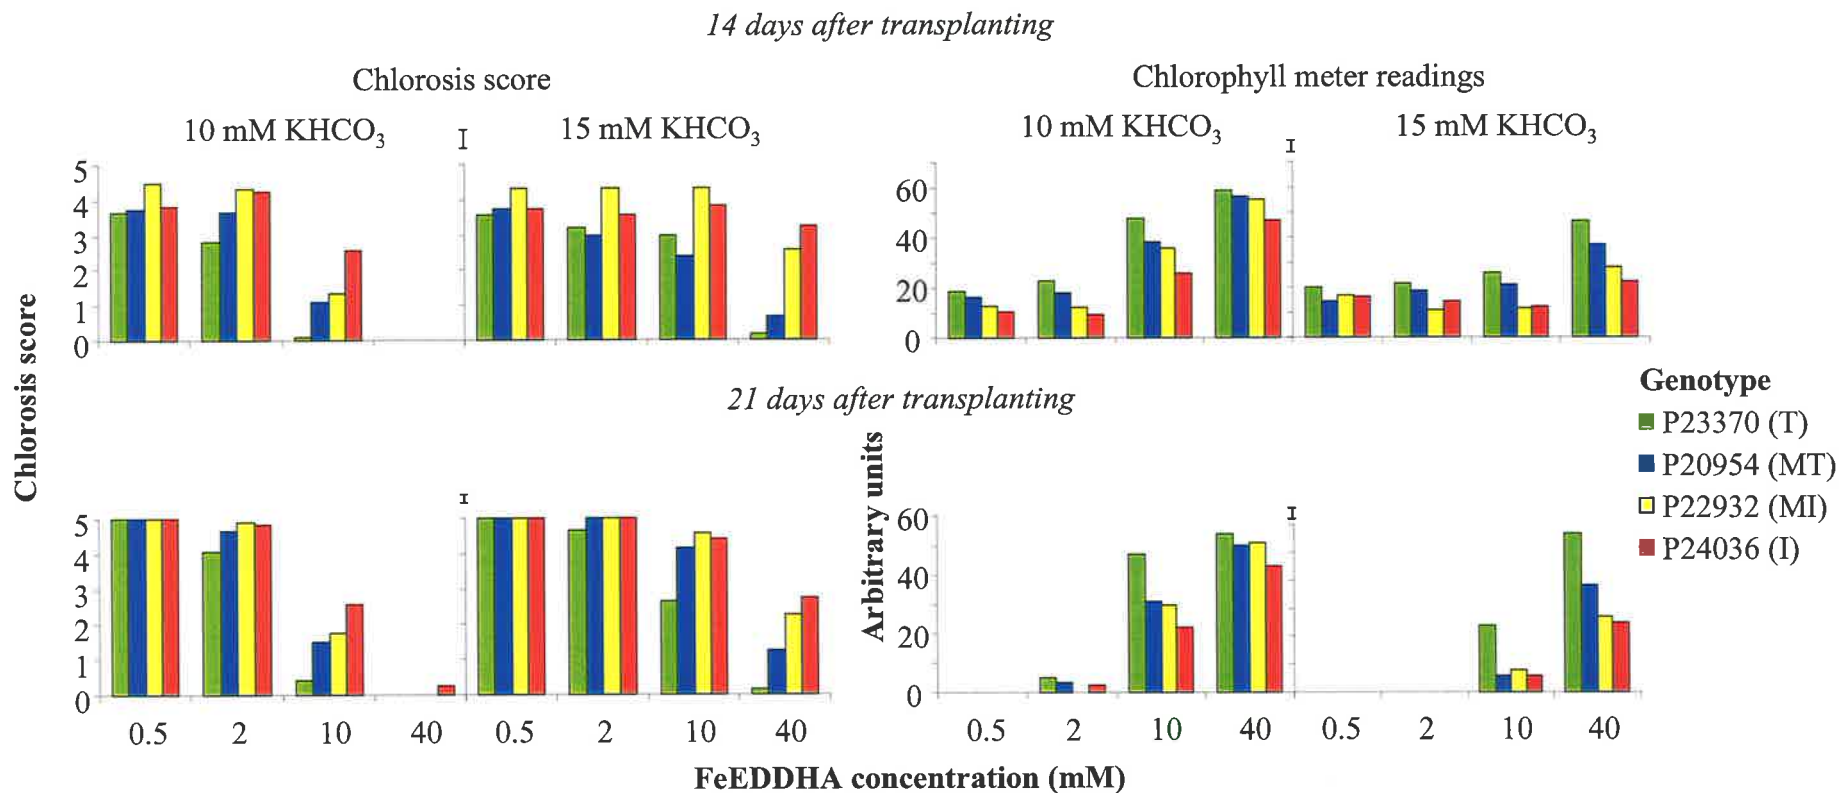 14 days after transplanting
Chlorosis score
Chlorophyll meter readings
10 mM KHCO₃
15 mM KHCO₃
10 mM KHCO₃
15 mM KHCO₃
5
4
3
2
1
0
60
40
20
0
Chlorosis score
21 days after transplanting
Genotype
P23370 (T)
P20954 (MT)
P22932 (MI)
P24036 (I)
Arbitrary units
5
4
3
2
1
0
60
40
20
0
0.5 2 10 40 0.5 2 10 40
0.5 2 10 40 0.5 2 10 40
FeEDDHA concentration (mM)